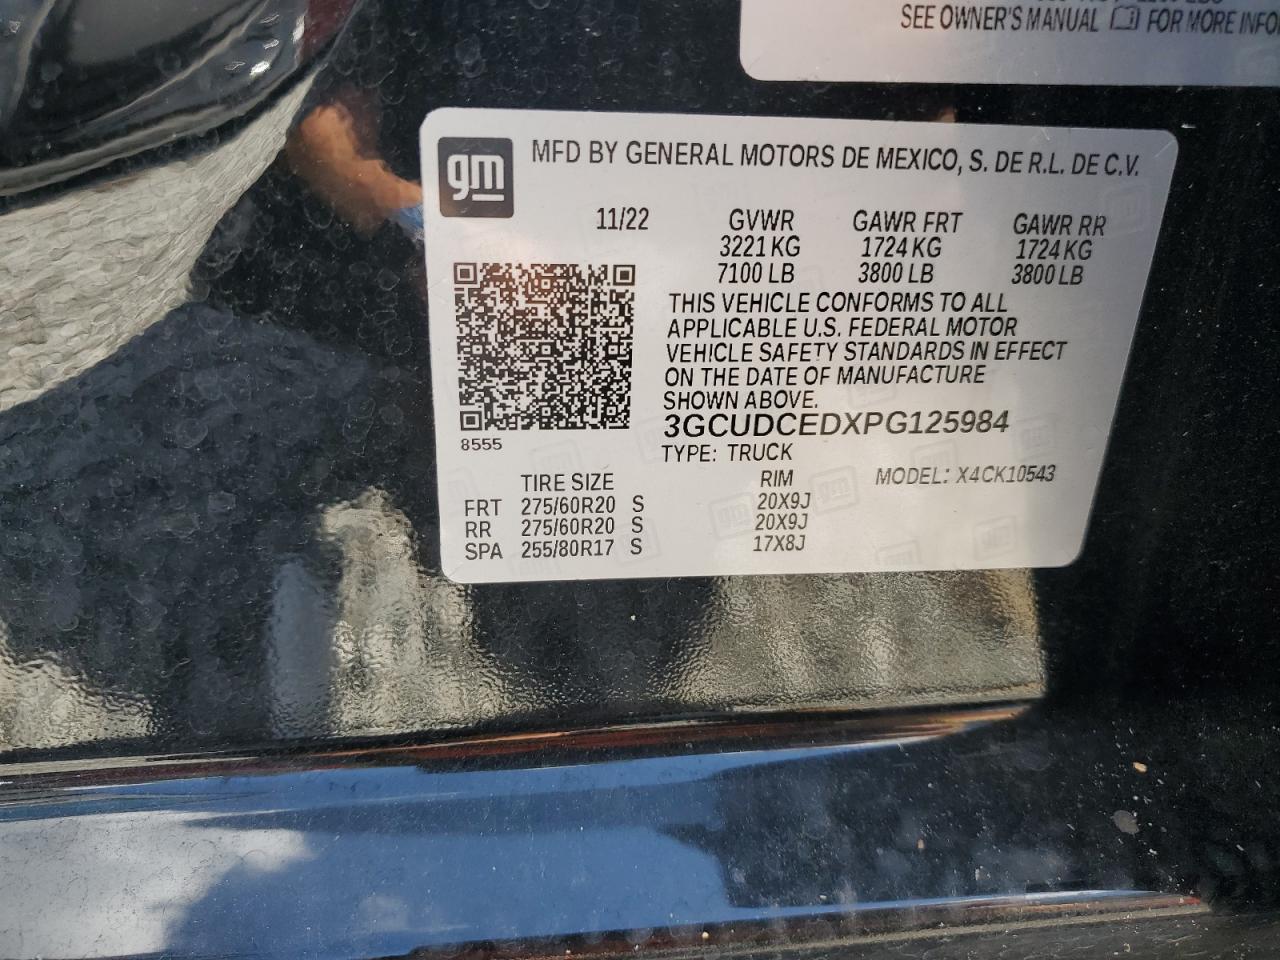 SEE OWNER'S MANUAL FOR MORE
gm MFD BY GENERAL MOTORS DE MEXICO, S. DE R.L. DE C.V.
11/22 GVWR GAWR FRT GAWR RR
3221 KG 1724 KG 1724 KG
7100 LB 3800 LB 3800 LB
THIS VEHICLE CONFORMS TO ALL
APPLICABLE U.S. FEDERAL MOTOR
VEHICLE SAFETY STANDARDS IN EFFECT
ON THE DATE OF MANUFACTURE
SHOWN ABOVE.
3GCUDCEDXPG125984
8555
TYPE: TRUCK
TIRE SIZE RIM MODEL: X4CK10543
FRT 275/60R20 S 20X9J
RR 275/60R20 S 20X9J
SPA 255/80R17 S 17X8J